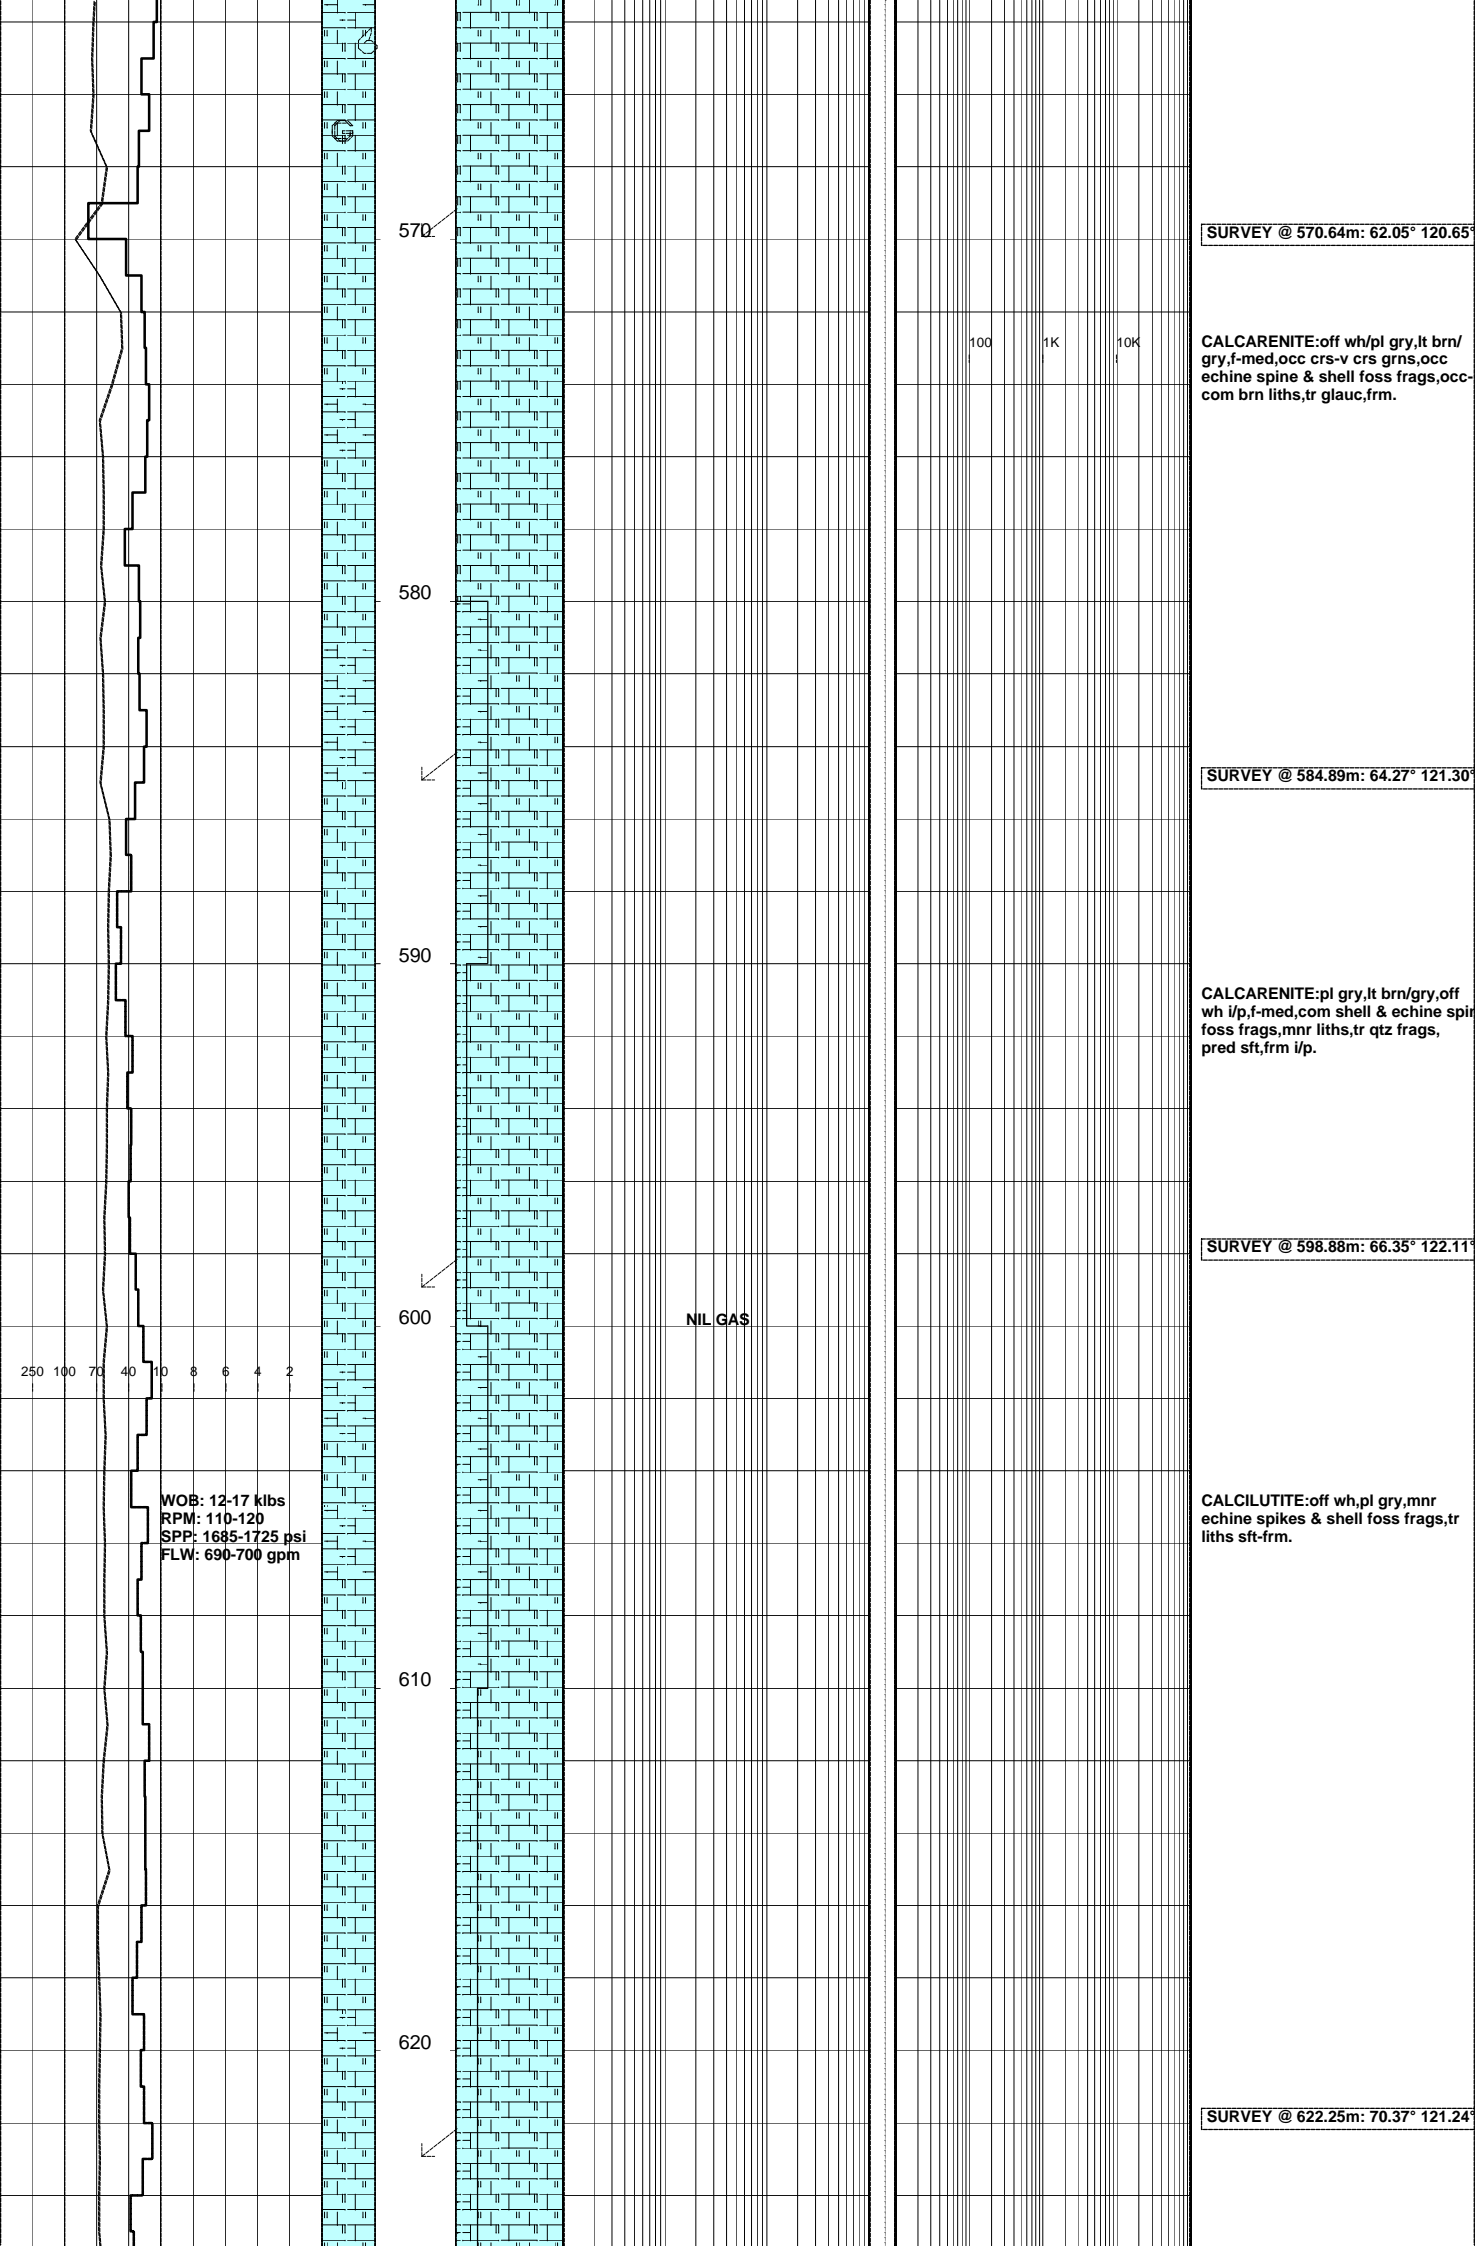 G
570
SURVEY @ 570.64m: 62.05° 120.65°
100 1K 10K
CALCARENITE:off wh/pl gry,lt brn/
gry,f-med,occ crs-v crs grns,occ
echine spine & shell foss frags,occ-
com brn liths,tr glauc,frm.
580
SURVEY @ 584.89m: 64.27° 121.30°
590
CALCARENITE:pl gry,lt brn/gry,off
wh i/p,f-med,com shell & echine spin
foss frags,mnr liths,tr qtz frags,
pred sft,frm i/p.
SURVEY @ 598.88m: 66.35° 122.11°
600
NIL GAS
250 100 70 40 10 8 6 4 2
WOB: 12-17 klbs
RPM: 110-120
SPP: 1685-1725 psi
FLW: 690-700 gpm
CALCILUTITE:off wh,pl gry,mnr
echine spikes & shell foss frags,tr
liths sft-frm.
610
620
SURVEY @ 622.25m: 70.37° 121.24°